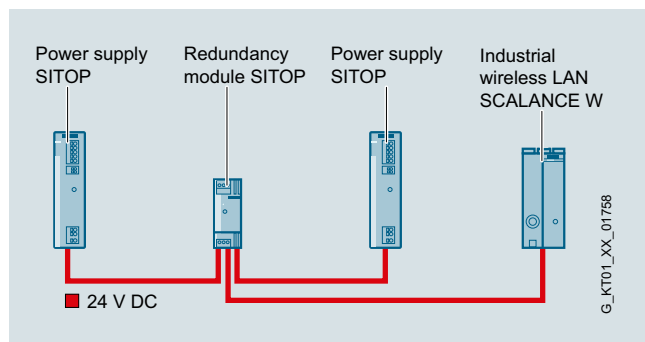 Power supply
SITOP
Redundancy
module SITOP
Power supply
SITOP
Industrial
wireless LAN
SCALANCE W
24 V DC
G_KT01_XX_01758